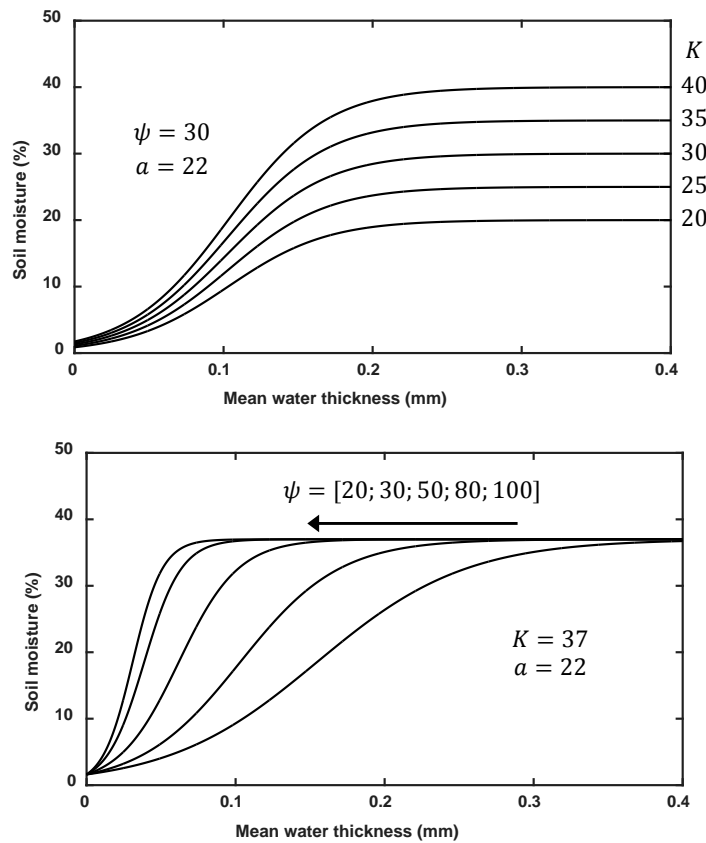 50
40
30
20
10
0
Soil moisture (%)
ψ = 30
a = 22
K
40
35
30
25
20
0 0.1 0.2 0.3 0.4
Mean water thickness (mm)
50
40
30
20
10
0
Soil moisture (%)
ψ = [20; 30; 50; 80; 100]
K = 37
a = 22
0 0.1 0.2 0.3 0.4
Mean water thickness (mm)